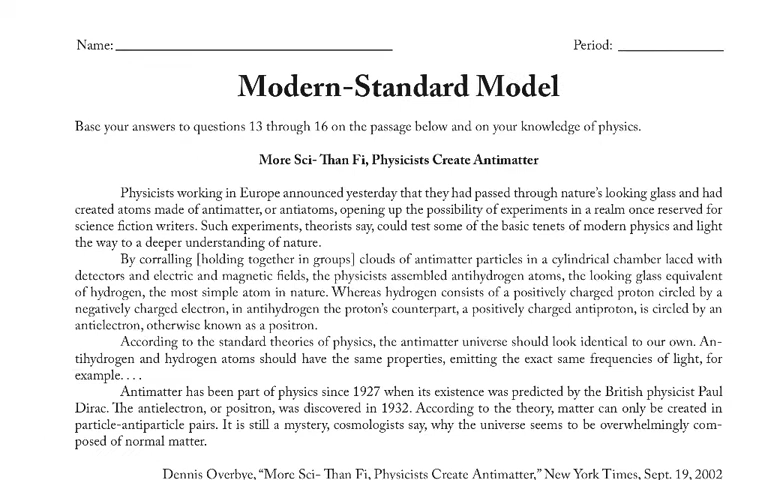 Name:
Period:
Modern-Standard Model
Base your answers to questions 13 through 16 on the passage below and on your knowledge of physics.
More Sci- Than Fi, Physicists Create Antimatter
Physicists working in Europe announced yesterday that they had passed through nature's looking glass and had
created atoms made of antimatter, or antiatoms, opening up the possibility of experiments in a realm once reserved for
science fiction writers. Such experiments, theorists say, could test some of the basic tenets of modern physics and light
the way to a deeper understanding of nature.
By corralling [holding together in groups] clouds of antimatter particles in a cylindrical chamber laced with
detectors and electric and magnetic fields, the physicists assembled antihydrogen atoms, the looking glass equivalent
of hydrogen, the most simple atom in nature. Whereas hydrogen consists of a positively charged proton circled by a
negatively charged electron, in antihydrogen the proton's counterpart, a positively charged antiproton, is circled by an
antielectron, otherwise known as a positron.
According to the standard theories of physics, the antimatter universe should look identical to our own. An-
tihydrogen and hydrogen atoms should have the same properties, emitting the exact same frequencies of light, for
example. . . .
Antimatter has been part of physics since 1927 when its existence was predicted by the British physicist Paul
Dirac. The antielectron, or positron, was discovered in 1932. According to the theory, matter can only be created in
particle-antiparticle pairs. It is still a mystery, cosmologists say, why the universe seems to be overwhelmingly com-
posed of normal matter.
Dennis Overbye, "More Sci- Than Fi, Physicists Create Antimatter," New York Times, Sept. 19, 2002